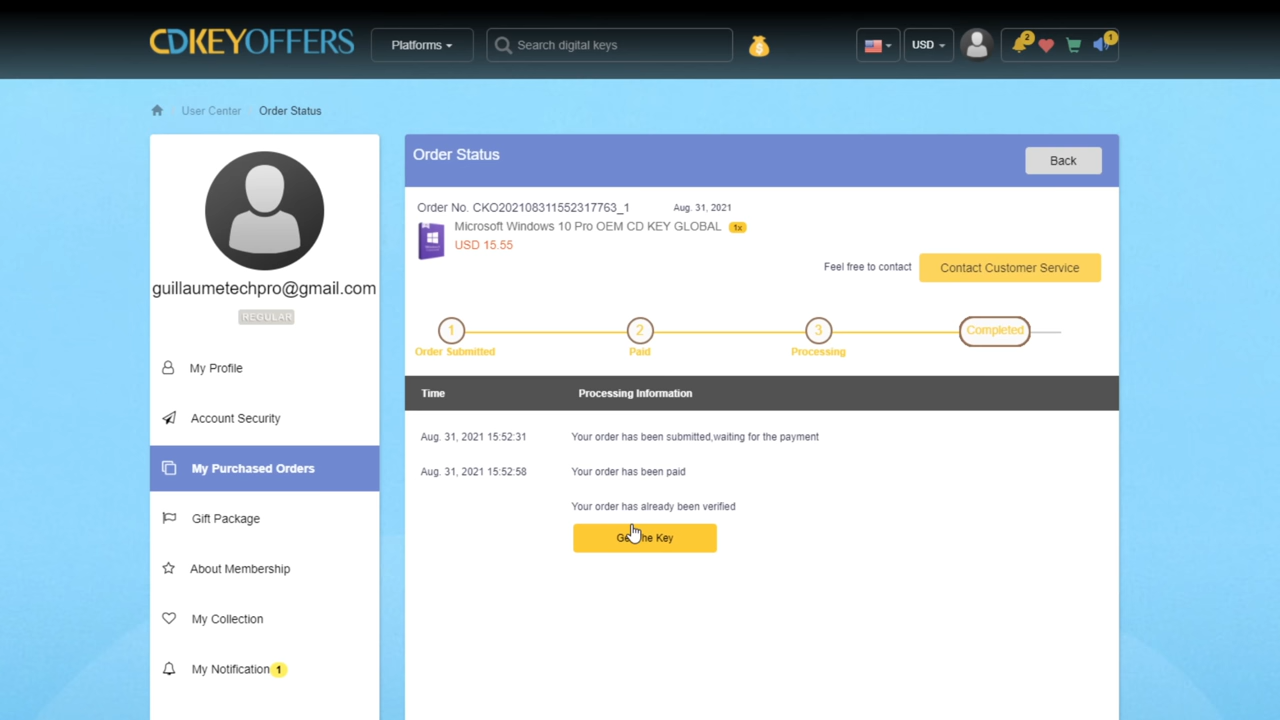 CDKEYOFFERS
Platforms
Search digital keys
$
USD
2
1
User Center
Order Status
guillaumetechpro@gmail.com
REGULAR
My Profile
Account Security
My Purchased Orders
Gift Package
About Membership
My Collection
My Notification 1
Order Status
Back
Order No. CKO202108311552317763_1
Aug. 31, 2021
Microsoft Windows 10 Pro OEM CD KEY GLOBAL 1x
USD 15.55
Feel free to contact
Contact Customer Service
1
2
3
Completed
Order Submitted
Paid
Processing
Time
Processing Information
Aug. 31, 2021 15:52:31
Your order has been submitted,waiting for the payment
Aug. 31, 2021 15:52:58
Your order has been paid
Your order has already been verified
Get the Key